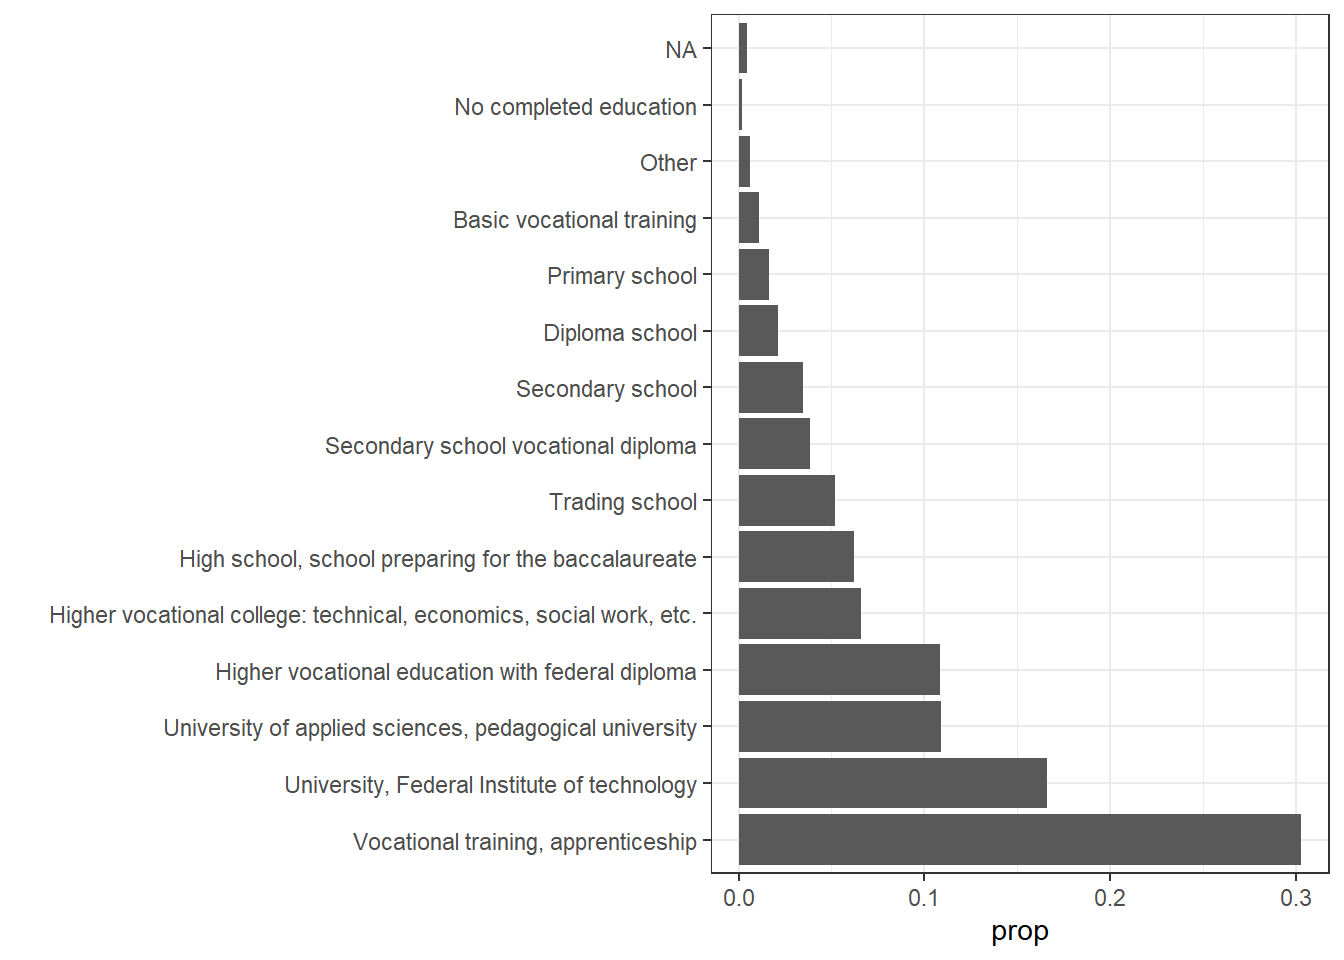 NA
No completed education
Other
Basic vocational training
Primary school
Diploma school
Secondary school
Secondary school vocational diploma
Trading school
High school, school preparing for the baccalaureate
Higher vocational college: technical, economics, social work, etc.
Higher vocational education with federal diploma
University of applied sciences, pedagogical university
University, Federal Institute of technology
Vocational training, apprenticeship
0.0 0.1 0.2 0.3
prop